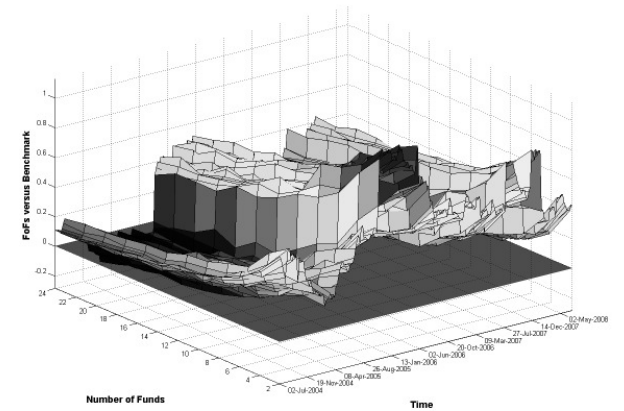 1
0.8
0.6
0.4
0.2
0
-0.2
FoFs versus Benchmark
24
22
20
18
16
14
12
10
8
6
4
2
Number of Funds
02-Jul-2004
19-Nov-2004
08-Apr-2005
26-Aug-2005
13-Jan-2006
02-Jun-2006
20-Oct-2006
09-Mar-2007
27-Jul-2007
14-Dec-2007
02-May-2008
Time